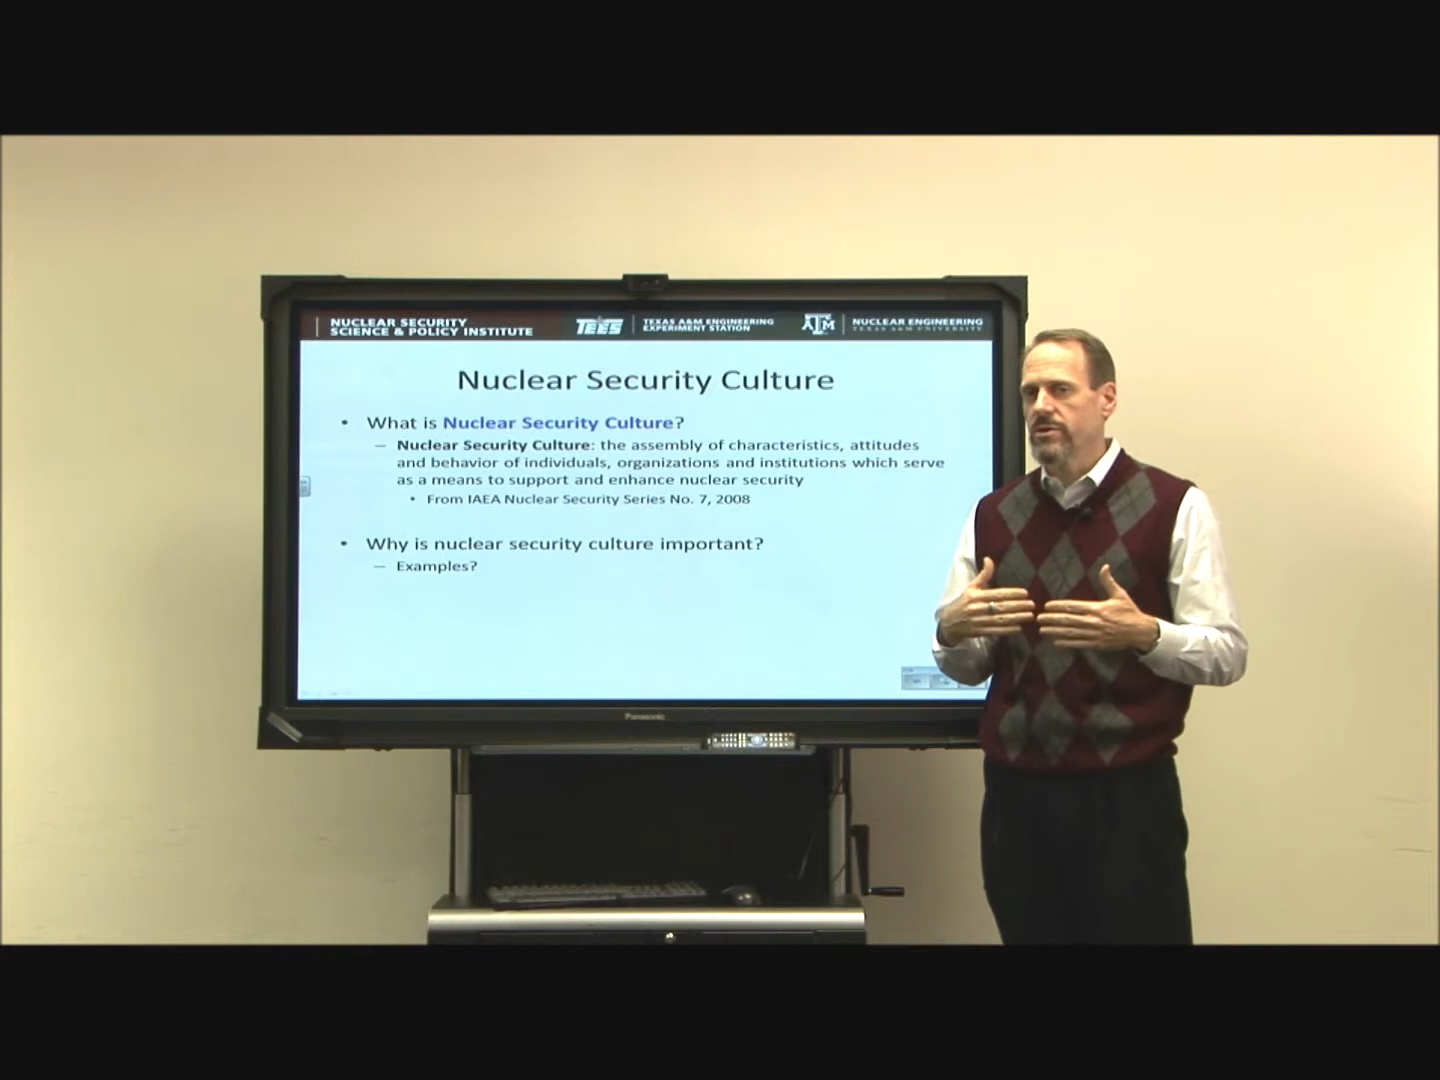 NUCLEAR SECURITY
SCIENCE & POLICY INSTITUTE
TEES
TEXAS A&M ENGINEERING
EXPERIMENT STATION
ATM
NUCLEAR ENGINEERING
TEXAS A&M UNIVERSITY
Nuclear Security Culture
• What is Nuclear Security Culture?
– Nuclear Security Culture: the assembly of characteristics, attitudes
and behavior of individuals, organizations and institutions which serve
as a means to support and enhance nuclear security
• From IAEA Nuclear Security Series No. 7, 2008
• Why is nuclear security culture important?
– Examples?
Panasonic